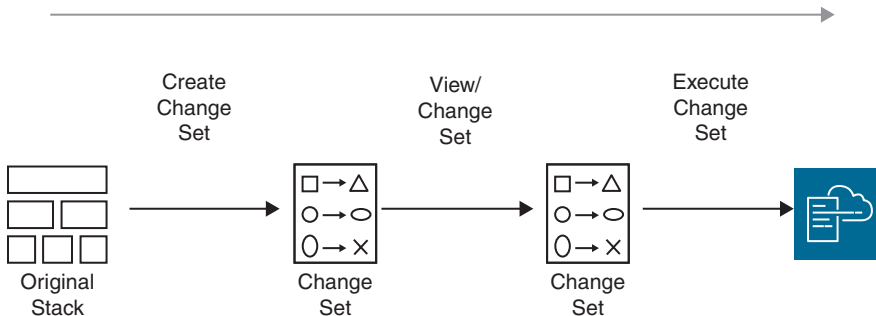 Create
Change
Set
View/
Change
Set
Execute
Change
Set
Original
Stack
Change
Set
Change
Set